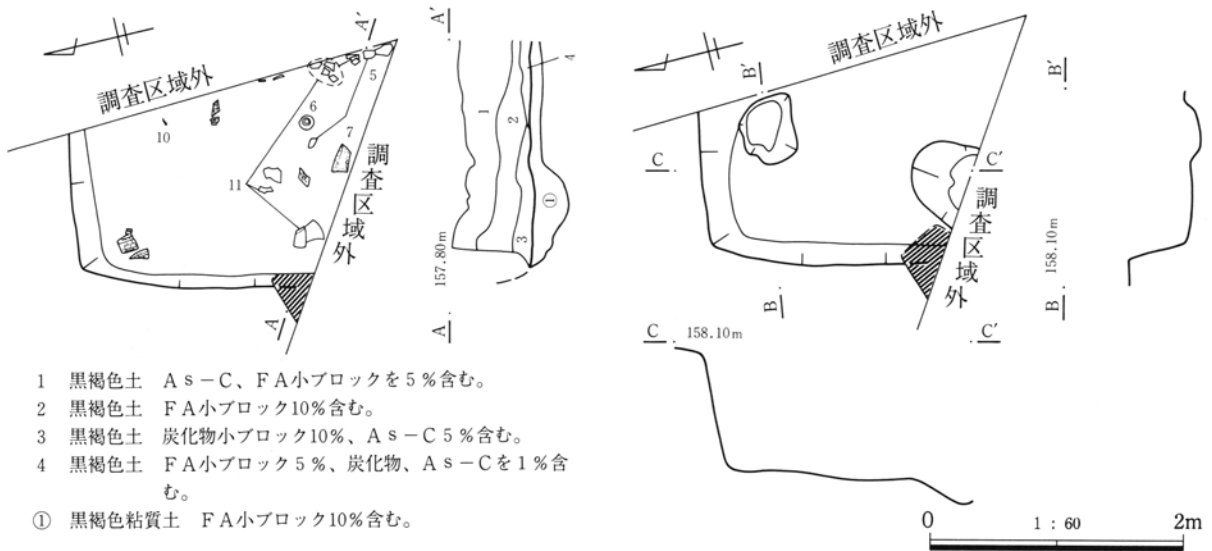 A′
調査区域外
5
6
7
10
11
調査区域外
A
A′
1
2
3
4
①
157.80m
A
調査区域外
B′
C
C′
調査区域外
B
B′
158.10m
B
C 158.10m
C′
1 黒褐色土 As－C、FA小ブロックを5％含む。
2 黒褐色土 FA小ブロック10％含む。
3 黒褐色土 炭化物小ブロック10％、As－C5％含む。
4 黒褐色土 FA小ブロック5％、炭化物、As－Cを1％含
む。
① 黒褐色粘質土 FA小ブロック10％含む。
0 1：60 2m